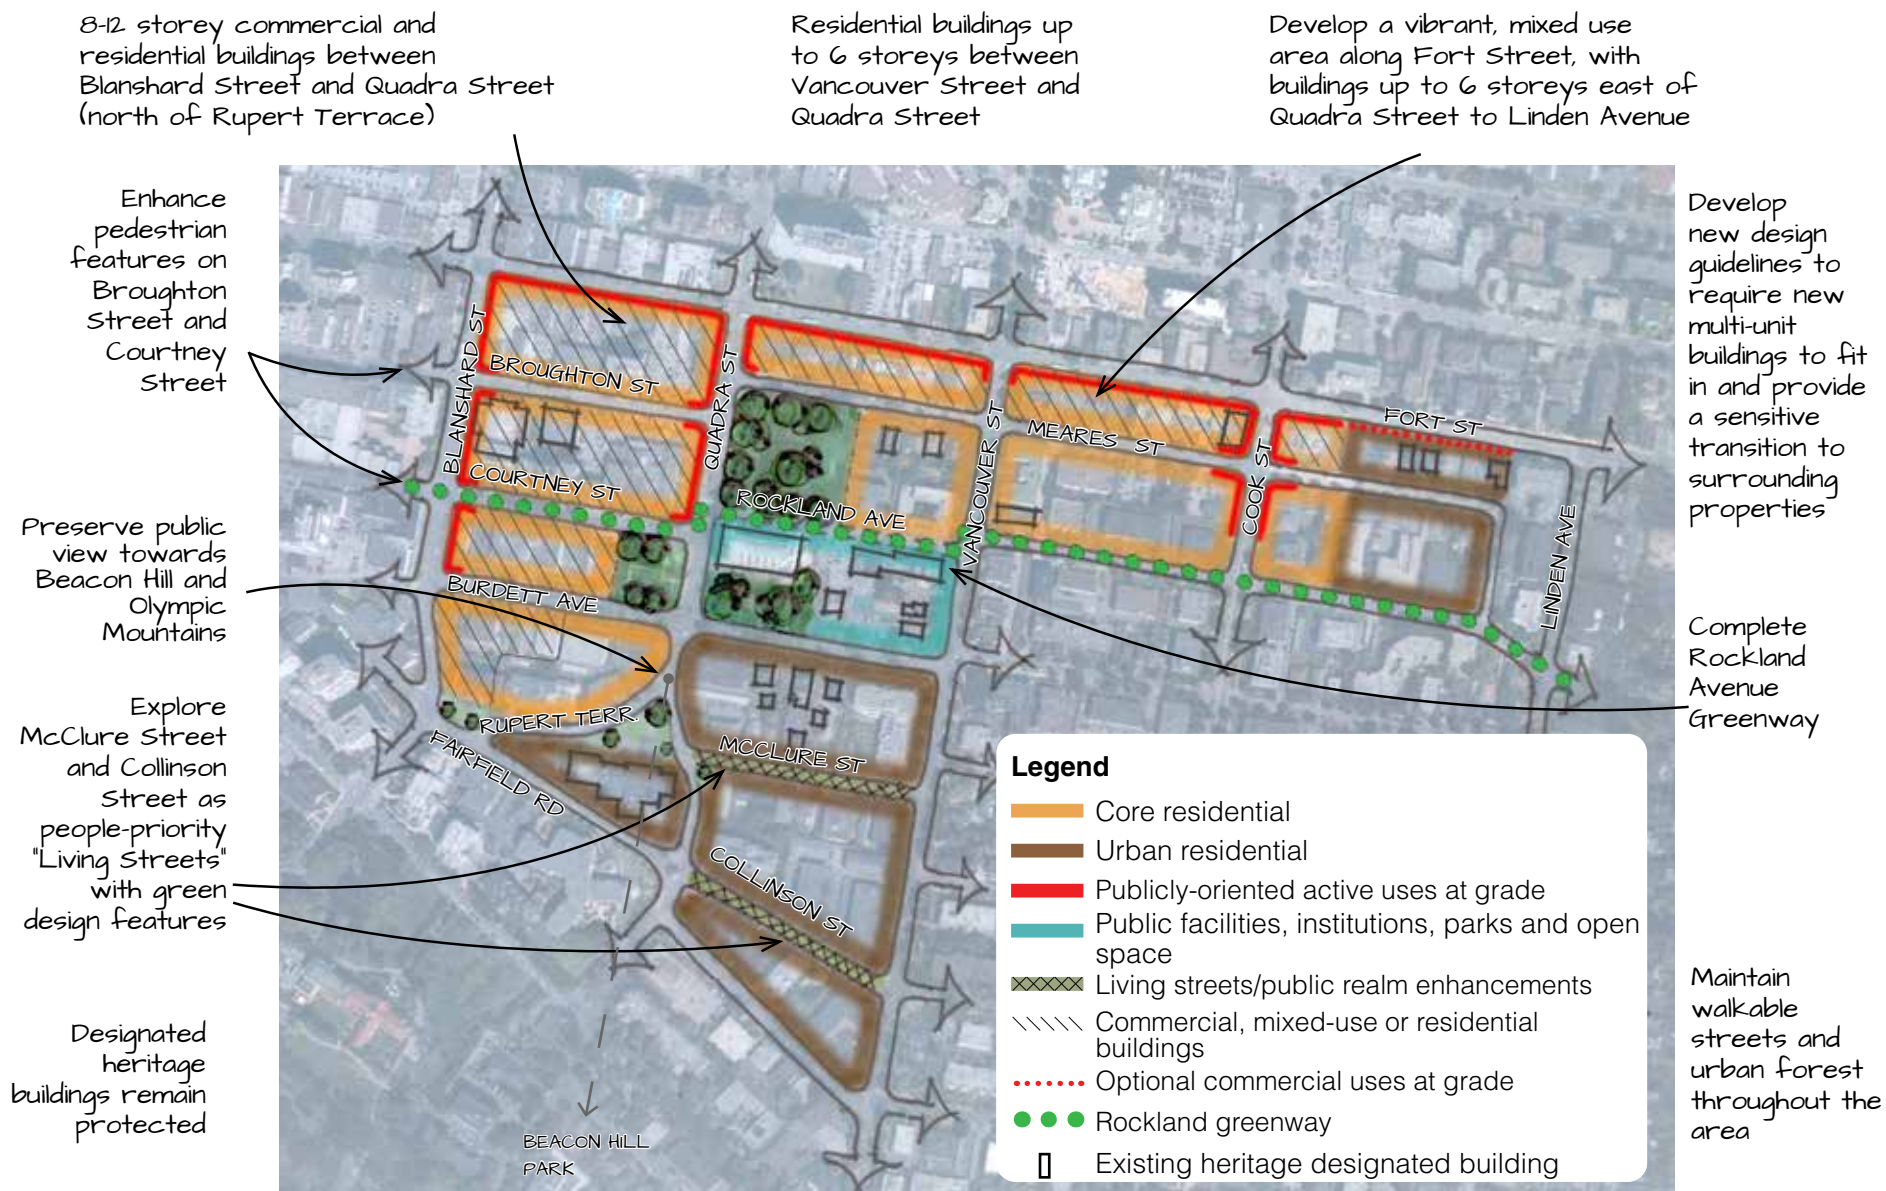 8-12 storey commercial and
residential buildings between
Blanshard Street and Quadra Street
(north of Rupert Terrace)
Residential buildings up
to 6 storeys between
Vancouver Street and
Quadra Street
Develop a vibrant, mixed use
area along Fort Street, with
buildings up to 6 storeys east of
Quadra Street to Linden Avenue
Enhance
pedestrian
features on
Broughton
Street and
Courtney
Street
Preserve public
view towards
Beacon Hill and
Olympic
Mountains
Explore
McClure Street
and Collinson
Street as
people-priority
"Living Streets"
with green
design features
Designated
heritage
buildings remain
protected
BLANSHARD ST
BROUGHTON ST
QUADRA ST
BLANSHARD ST
COURTNEY ST
ROCKLAND AVE
VANCOUVER ST
MEARES ST
COOK ST
FORT ST
LINDEN AVE
BURDETT AVE
RUPERT TERR.
FAIRFIELD RD
MCCLURE ST
COLLINSON ST
BEACON HILL
PARK
Develop
new design
guidelines to
require new
multi-unit
buildings to fit
in and provide
a sensitive
transition to
surrounding
properties
Complete
Rockland
Avenue
Greenway
Maintain
walkable
streets and
urban forest
throughout the
area
Legend
Core residential
Urban residential
Publicly-oriented active uses at grade
Public facilities, institutions, parks and open
space
Living streets/public realm enhancements
Commercial, mixed-use or residential
buildings
Optional commercial uses at grade
Rockland greenway
Existing heritage designated building